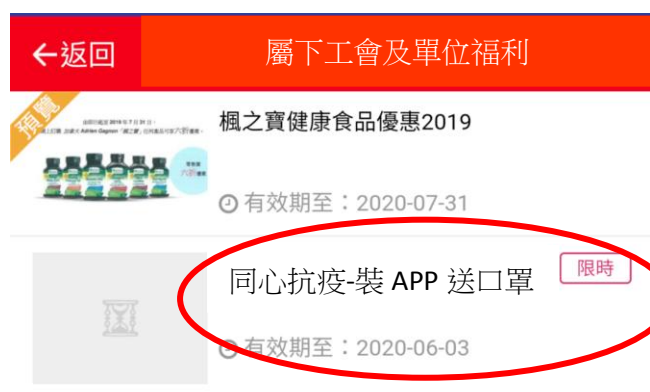 ←返回
屬下工會及單位福利
預覽
楓之寶健康食品優惠2019
有效期至：2020-07-31
同心抗疫-裝 APP 送口罩
限時
有效期至：2020-06-03